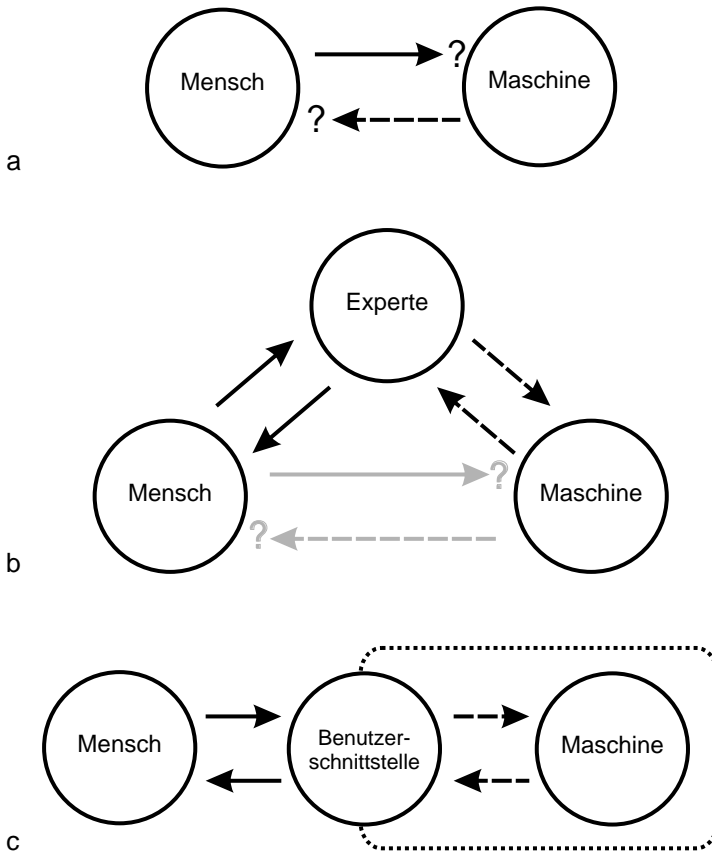 Mensch
?
Maschine
?
a
Experte
Mensch
?
Maschine
?
b
Mensch
Benutzer-
schnittstelle
Maschine
c